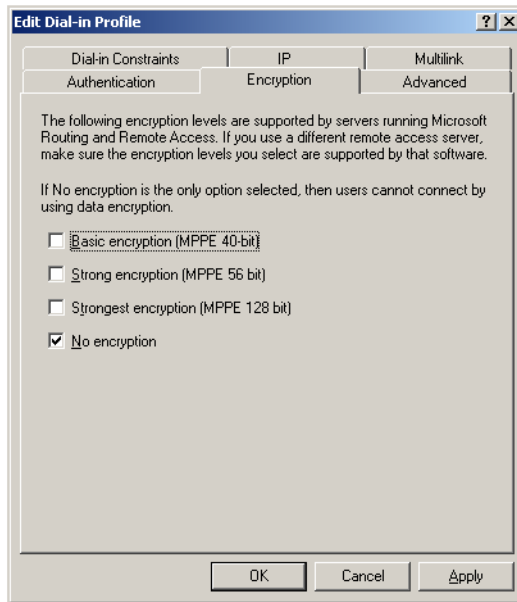 Edit Dial-in Profile
? X
Dial-in Constraints IP Multilink
Authentication Encryption Advanced
The following encryption levels are supported by servers running Microsoft
Routing and Remote Access. If you use a different remote access server,
make sure the encryption levels you select are supported by that software.
If No encryption is the only option selected, then users cannot connect by
using data encryption.
Basic encryption (MPPE 40-bit)
Strong encryption (MPPE 56 bit)
Strongest encryption (MPPE 128 bit)
No encryption
OK Cancel Apply